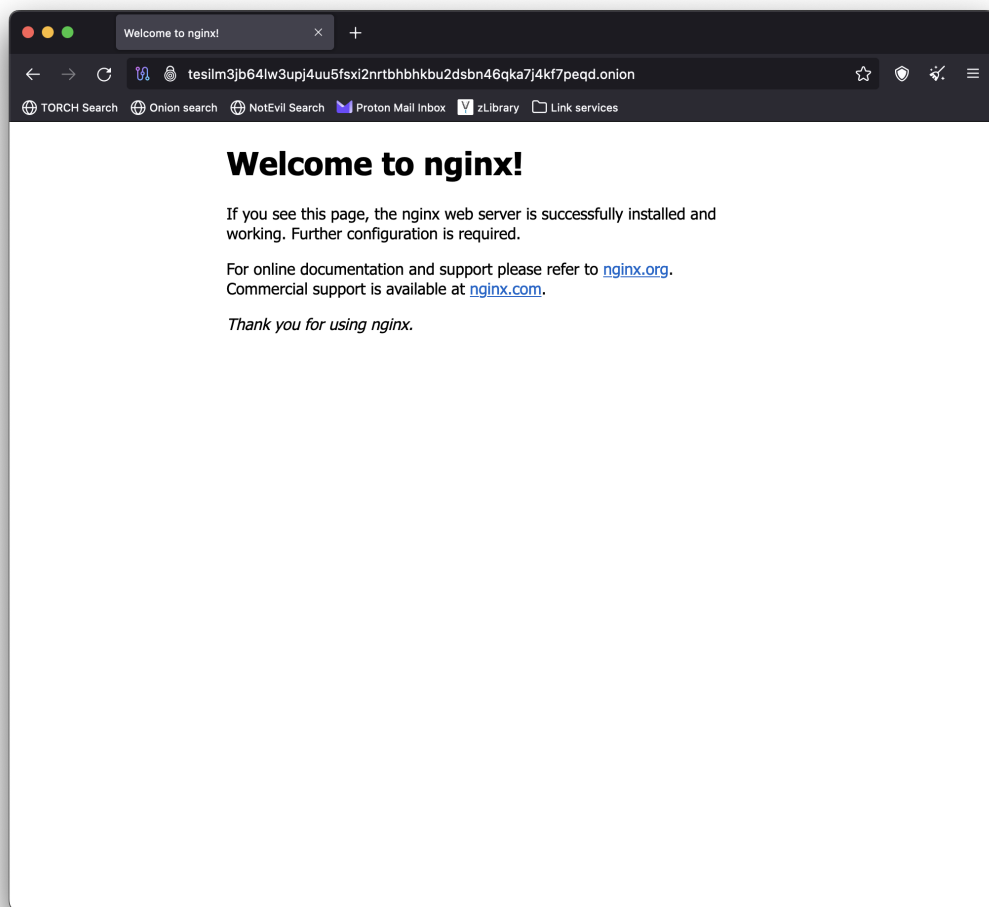 Welcome to nginx!
tesilm3jb64lw3upj4uu5fsxi2nrtbhbhkbu2dsbn46qka7j4kf7peqd.onion
TORCH Search Onion search NotEvil Search Proton Mail Inbox zLibrary Link services
Welcome to nginx!
If you see this page, the nginx web server is successfully installed and
working. Further configuration is required.
For online documentation and support please refer to nginx.org.
Commercial support is available at nginx.com.
Thank you for using nginx.